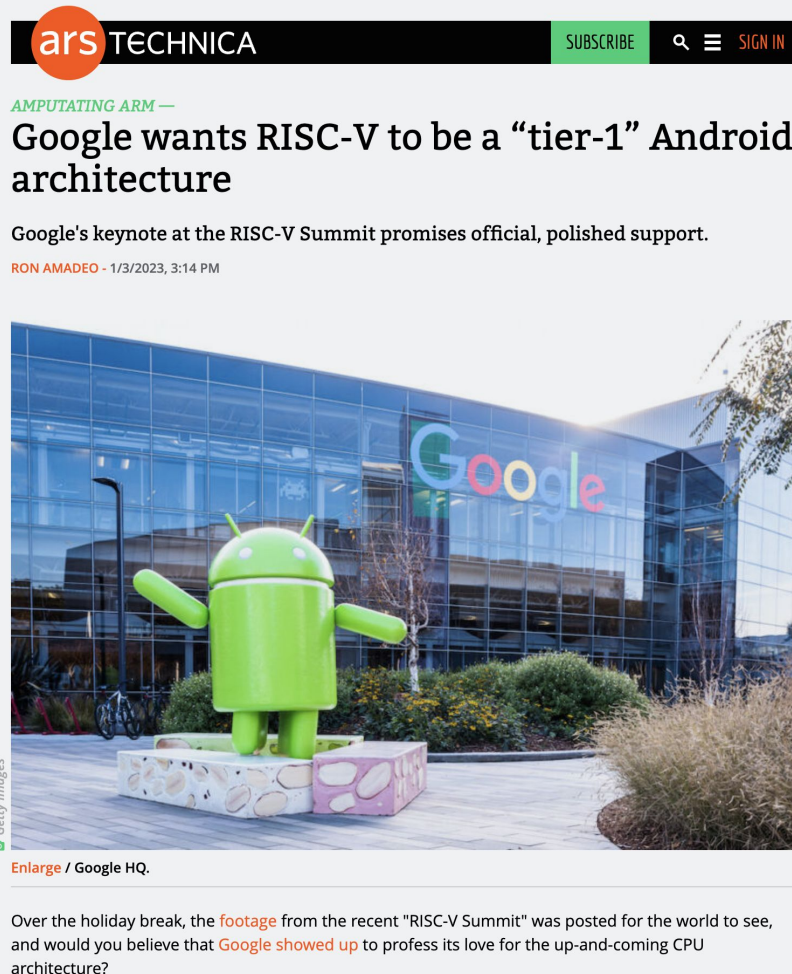 ars TECHNICA
SUBSCRIBE
SIGN IN
AMPUTATING ARM —
Google wants RISC-V to be a “tier-1” Android
architecture
Google's keynote at the RISC-V Summit promises official, polished support.
RON AMADEO - 1/3/2023, 3:14 PM
Google
Getty Images
Enlarge / Google HQ.
Over the holiday break, the footage from the recent "RISC-V Summit" was posted for the world to see,
and would you believe that Google showed up to profess its love for the up-and-coming CPU
architecture?